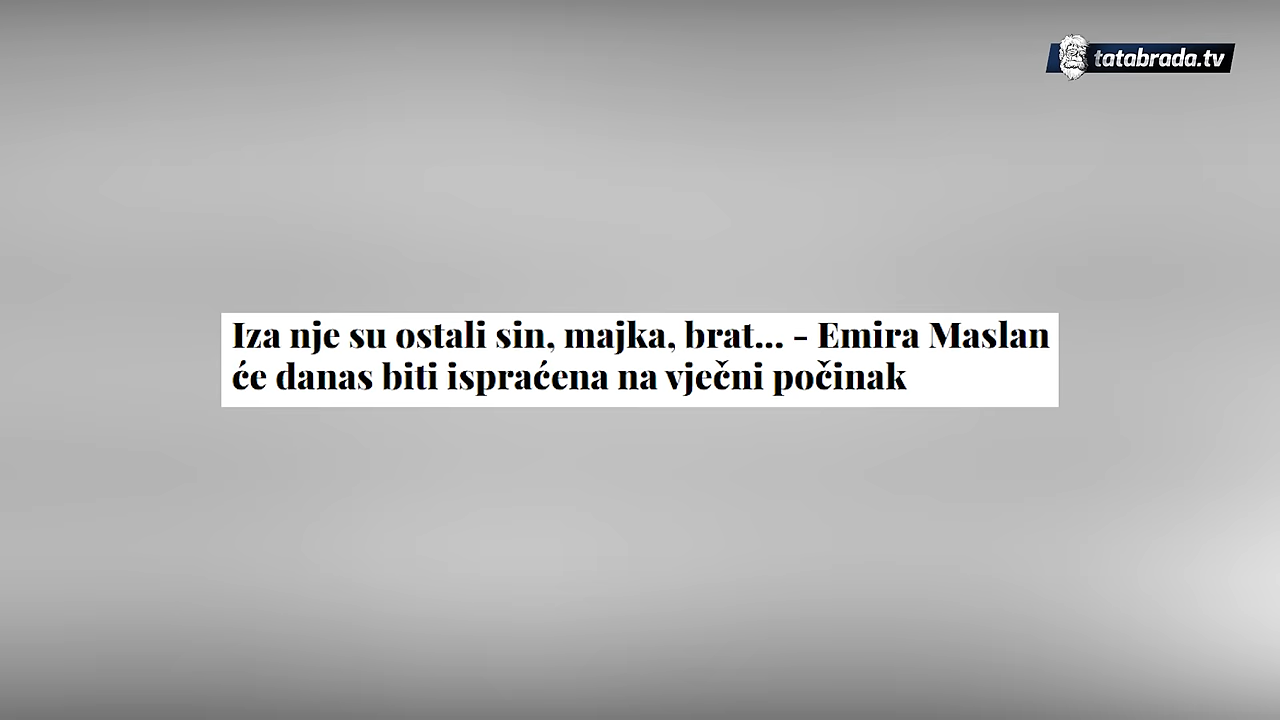 tatabrada.tv
Iza nje su ostali sin, majka, brat... - Emira Maslan
će danas biti ispraćena na vječni počinak